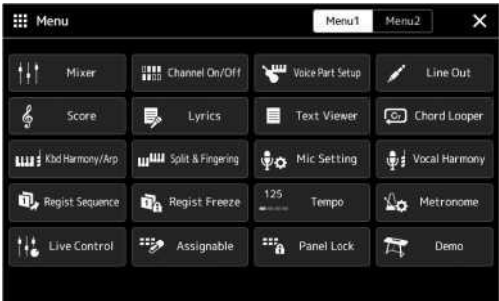 Menu Menu1 Menu2
Mixer Channel On/Off Voice Part Setup Line Out
Score Lyrics Text Viewer Chord Looper
Kbd Harmony/Arp Split & Fingering Mic Setting Vocal Harmony
1 Regist Sequence 1 Regist Freeze 125 Tempo Metronome
Live Control Assignable Panel Lock Demo